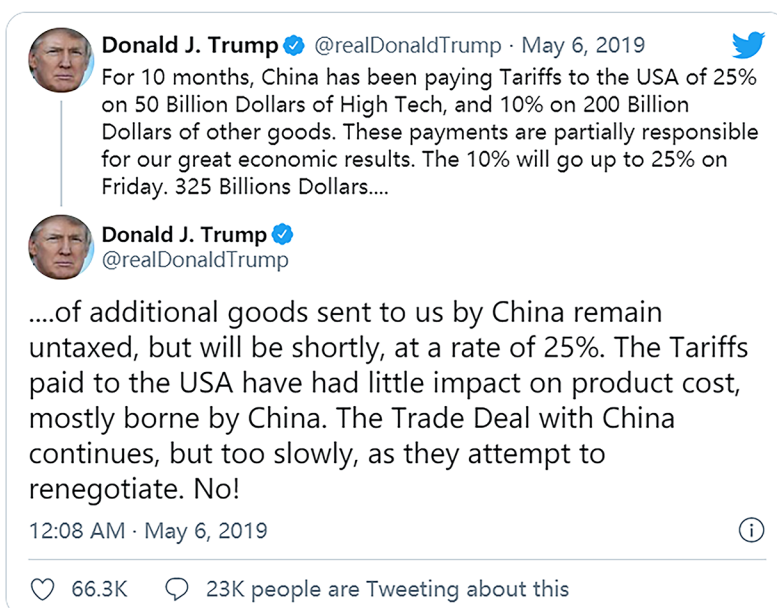 Donald J. Trump @realDonaldTrump · May 6, 2019
For 10 months, China has been paying Tariffs to the USA of 25%
on 50 Billion Dollars of High Tech, and 10% on 200 Billion
Dollars of other goods. These payments are partially responsible
for our great economic results. The 10% will go up to 25% on
Friday. 325 Billions Dollars....
Donald J. Trump
@realDonaldTrump
....of additional goods sent to us by China remain
untaxed, but will be shortly, at a rate of 25%. The Tariffs
paid to the USA have had little impact on product cost,
mostly borne by China. The Trade Deal with China
continues, but too slowly, as they attempt to
renegotiate. No!
12:08 AM · May 6, 2019
66.3K 23K people are Tweeting about this